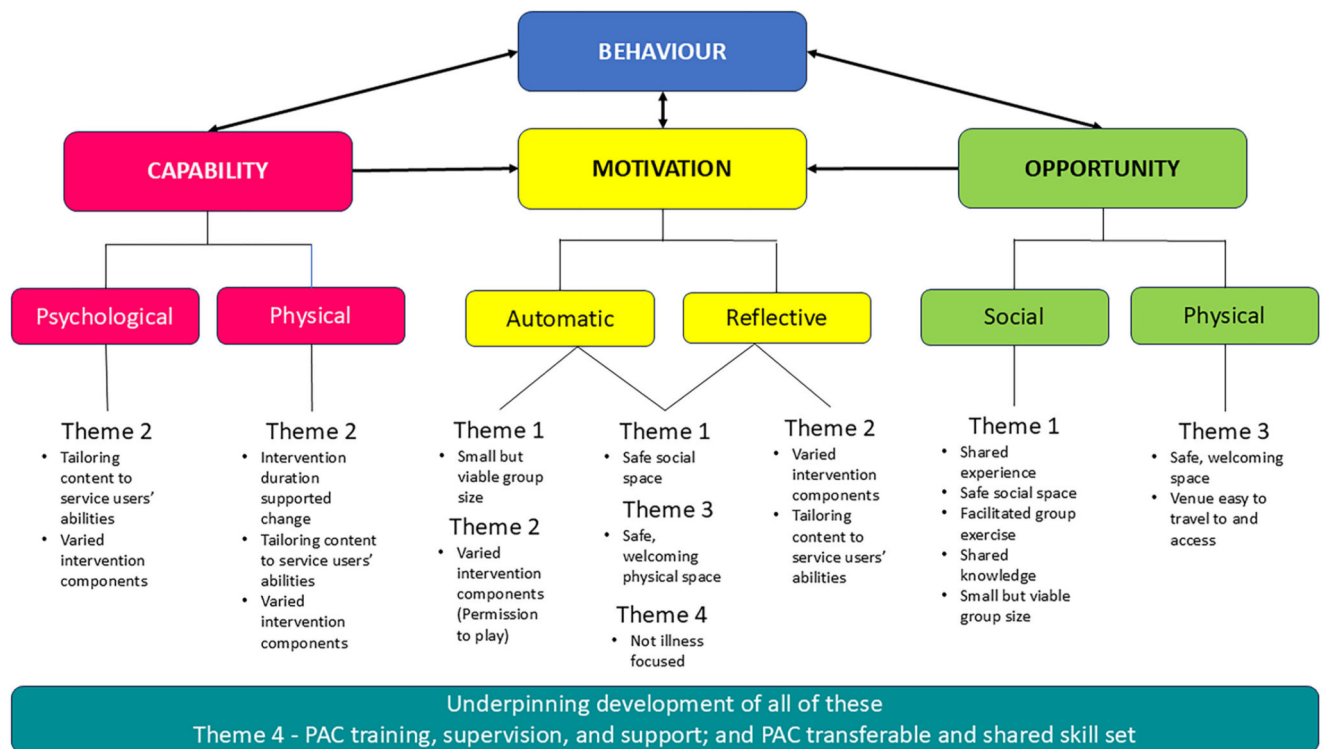 BEHAVIOUR
CAPABILITY
MOTIVATION
OPPORTUNITY
Psychological
Physical
Automatic
Reflective
Social
Physical
Theme 2
• Tailoring
content to
service users’
abilities
• Varied
intervention
components
Theme 2
• Intervention
duration
supported
change
• Tailoring content
to service users’
abilities
• Varied
intervention
components
Theme 1
• Small but
viable group
size
Theme 2
• Varied
intervention
components
(Permission
to play)
Theme 1
• Safe social
space
Theme 3
• Safe,
welcoming
physical space
Theme 4
• Not illness
focused
Theme 2
• Varied
intervention
components
• Tailoring
content to
service users’
abilities
Theme 1
• Shared
experience
• Safe social space
• Facilitated group
exercise
• Shared
knowledge
• Small but viable
group size
Theme 3
• Safe, welcoming
space
• Venue easy to
travel to and
access
Underpinning development of all of these
Theme 4 - PAC training, supervision, and support; and PAC transferable and shared skill set